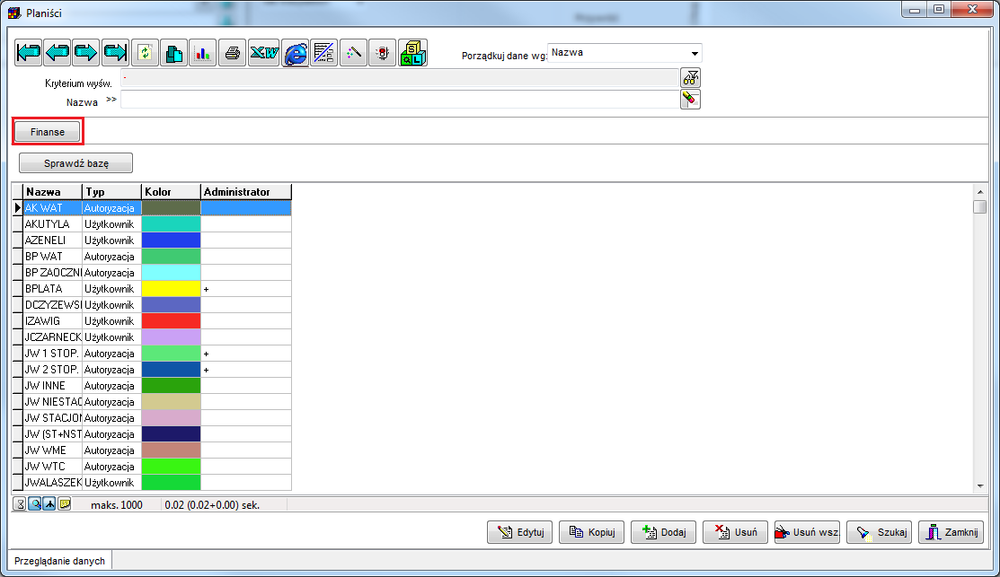 Planiści
XW
SQL
Porządkuj dane wg: Nazwa
Kryterium wyśw.
Nazwa >>
Finanse
Sprawdź bazę
Nazwa Typ Kolor Administrator
AK WAT Autoryzacja
AKUTYLA Użytkownik
AZENELI Użytkownik
BP WAT Autoryzacja
BP ZAOCZNI Autoryzacja
BPLATA Użytkownik +
DCZYZEWSI Użytkownik
IZAWIG Użytkownik
JCZARNECK Użytkownik
JW 1 STOP. Autoryzacja +
JW 2 STOP. Autoryzacja +
JW INNE Autoryzacja
JW NIESTAC Autoryzacja
JW STACJON Autoryzacja
JW (ST+NST Autoryzacja
JW WME Autoryzacja
JW WTC Autoryzacja
JWALASZEK Użytkownik
maks. 1000 0.02 (0.02+0.00) sek.
Edytuj Kopiuj Dodaj Usuń Usuń wsz. Szukaj Zamknij
Przeglądanie danych